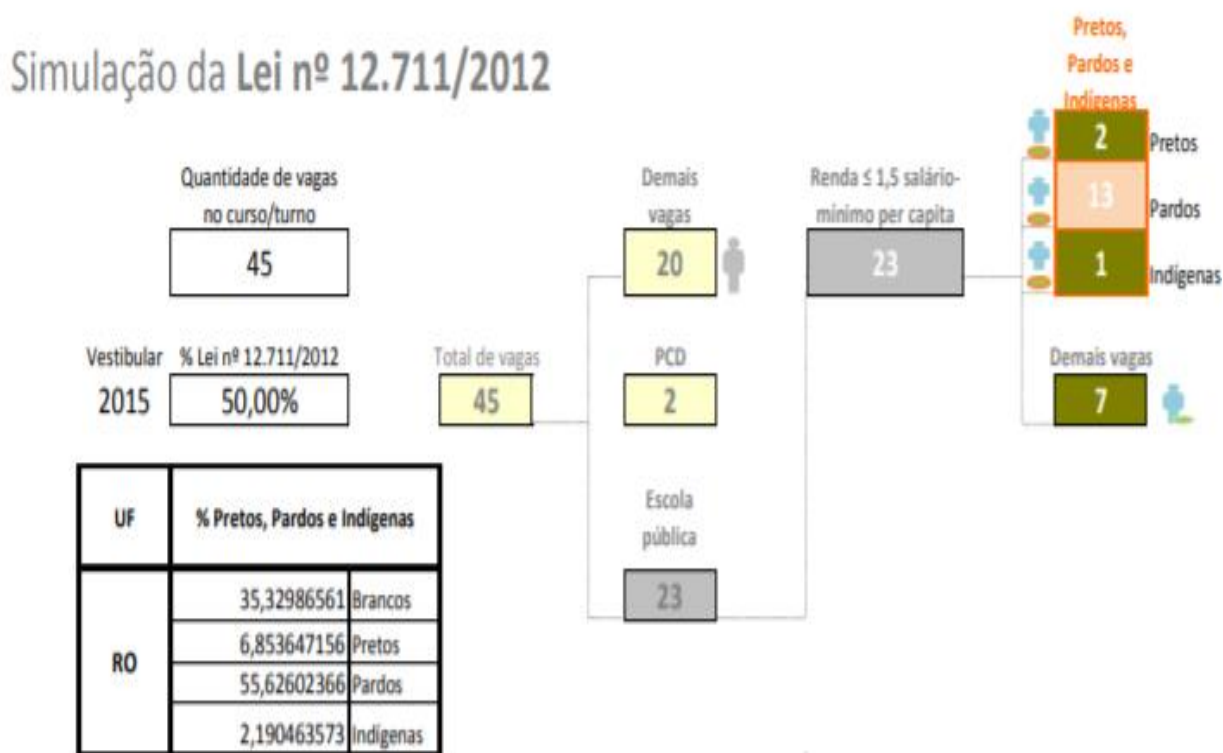 Simulação da Lei nº 12.711/2012
Quantidade de vagas
no curso/turno
45
Vestibular
2015
% Lei nº 12.711/2012
50,00%
Total de vagas
45
Demais
vagas
20
PCD
2
Escola
pública
23
Renda ≤ 1,5 salário-
mínimo per capita
23
Pretos,
Pardos e
Indígenas
2 Pretos
13 Pardos
1 Indígenas
Demais vagas
7
UF % Pretos, Pardos e Indígenas
RO
35,32986561 Brancos
6,853647156 Pretos
55,62602366 Pardos
2,190463573 Indígenas